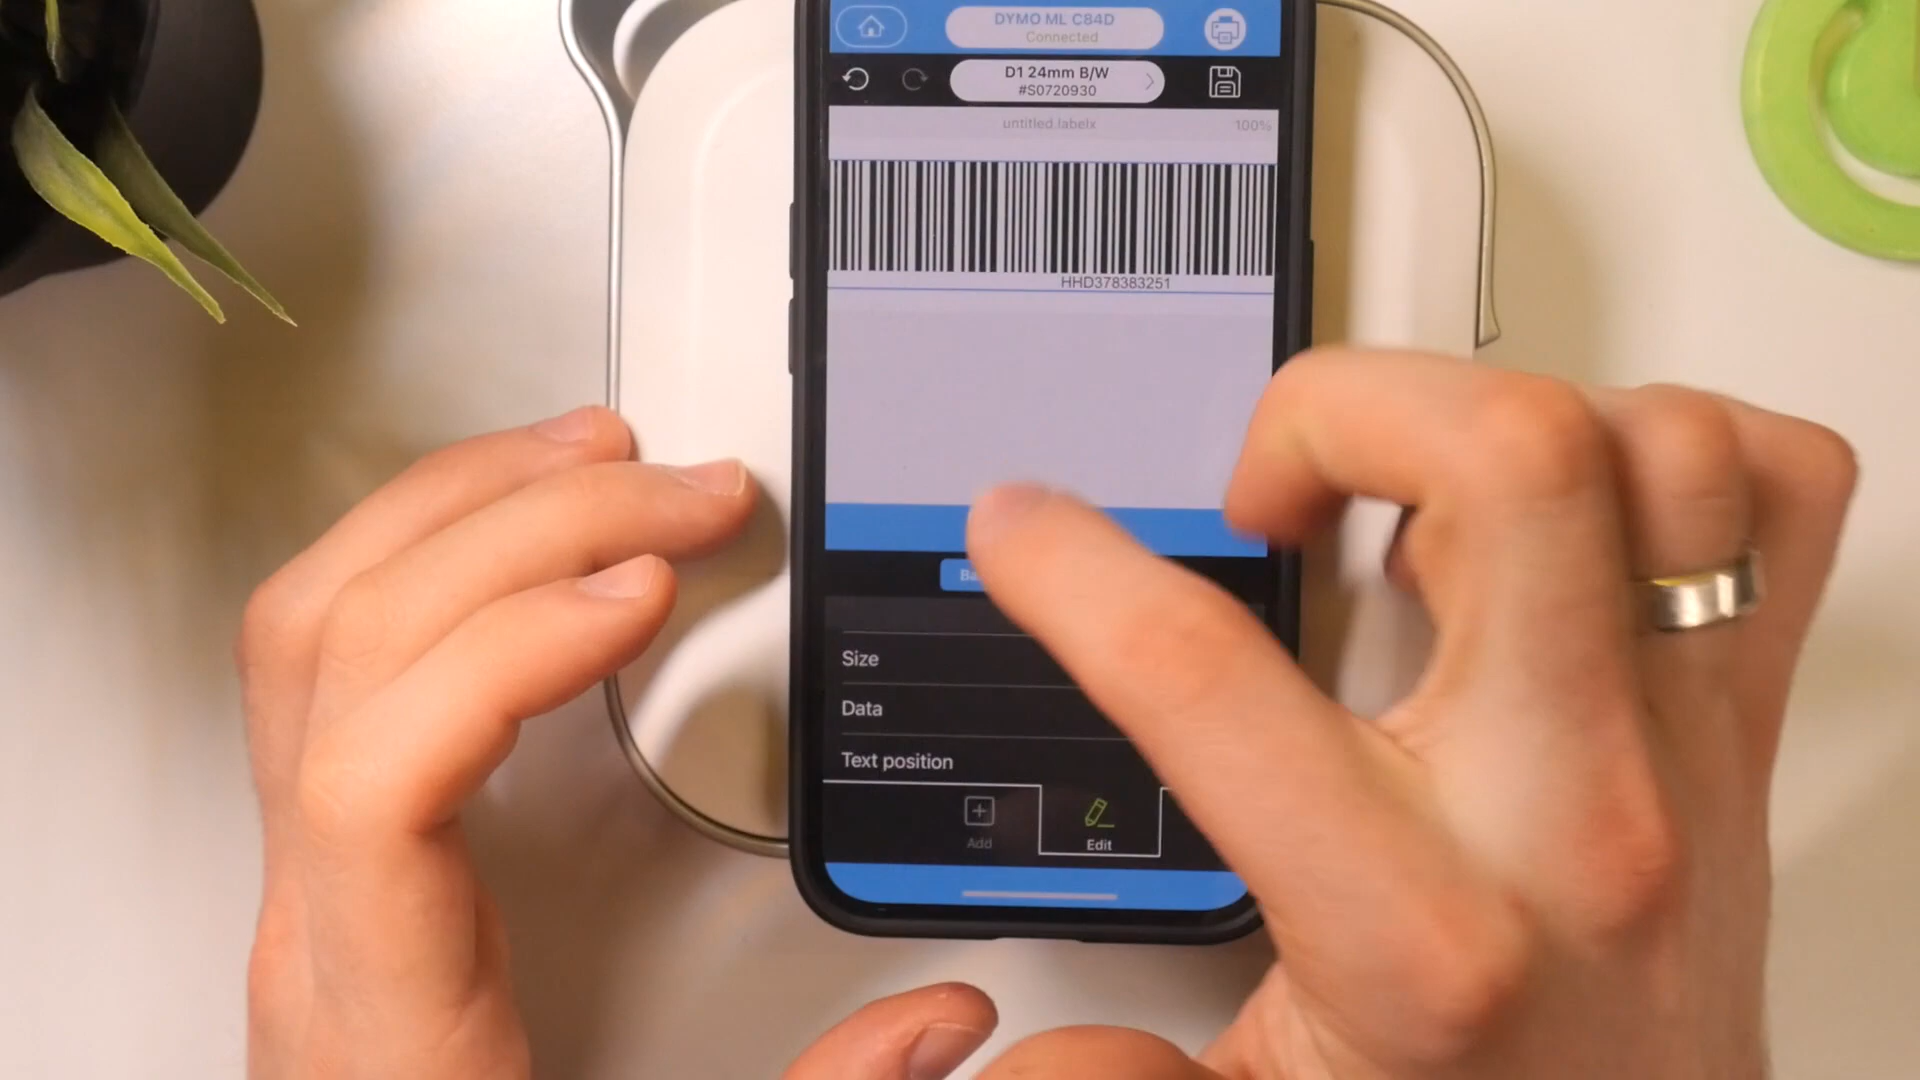 DYMO ML C84D
Connected
D1 24mm B/W
#S0720930
untitled.labelx
100%
HHD378383251
Size
Data
Text position
Add
Edit